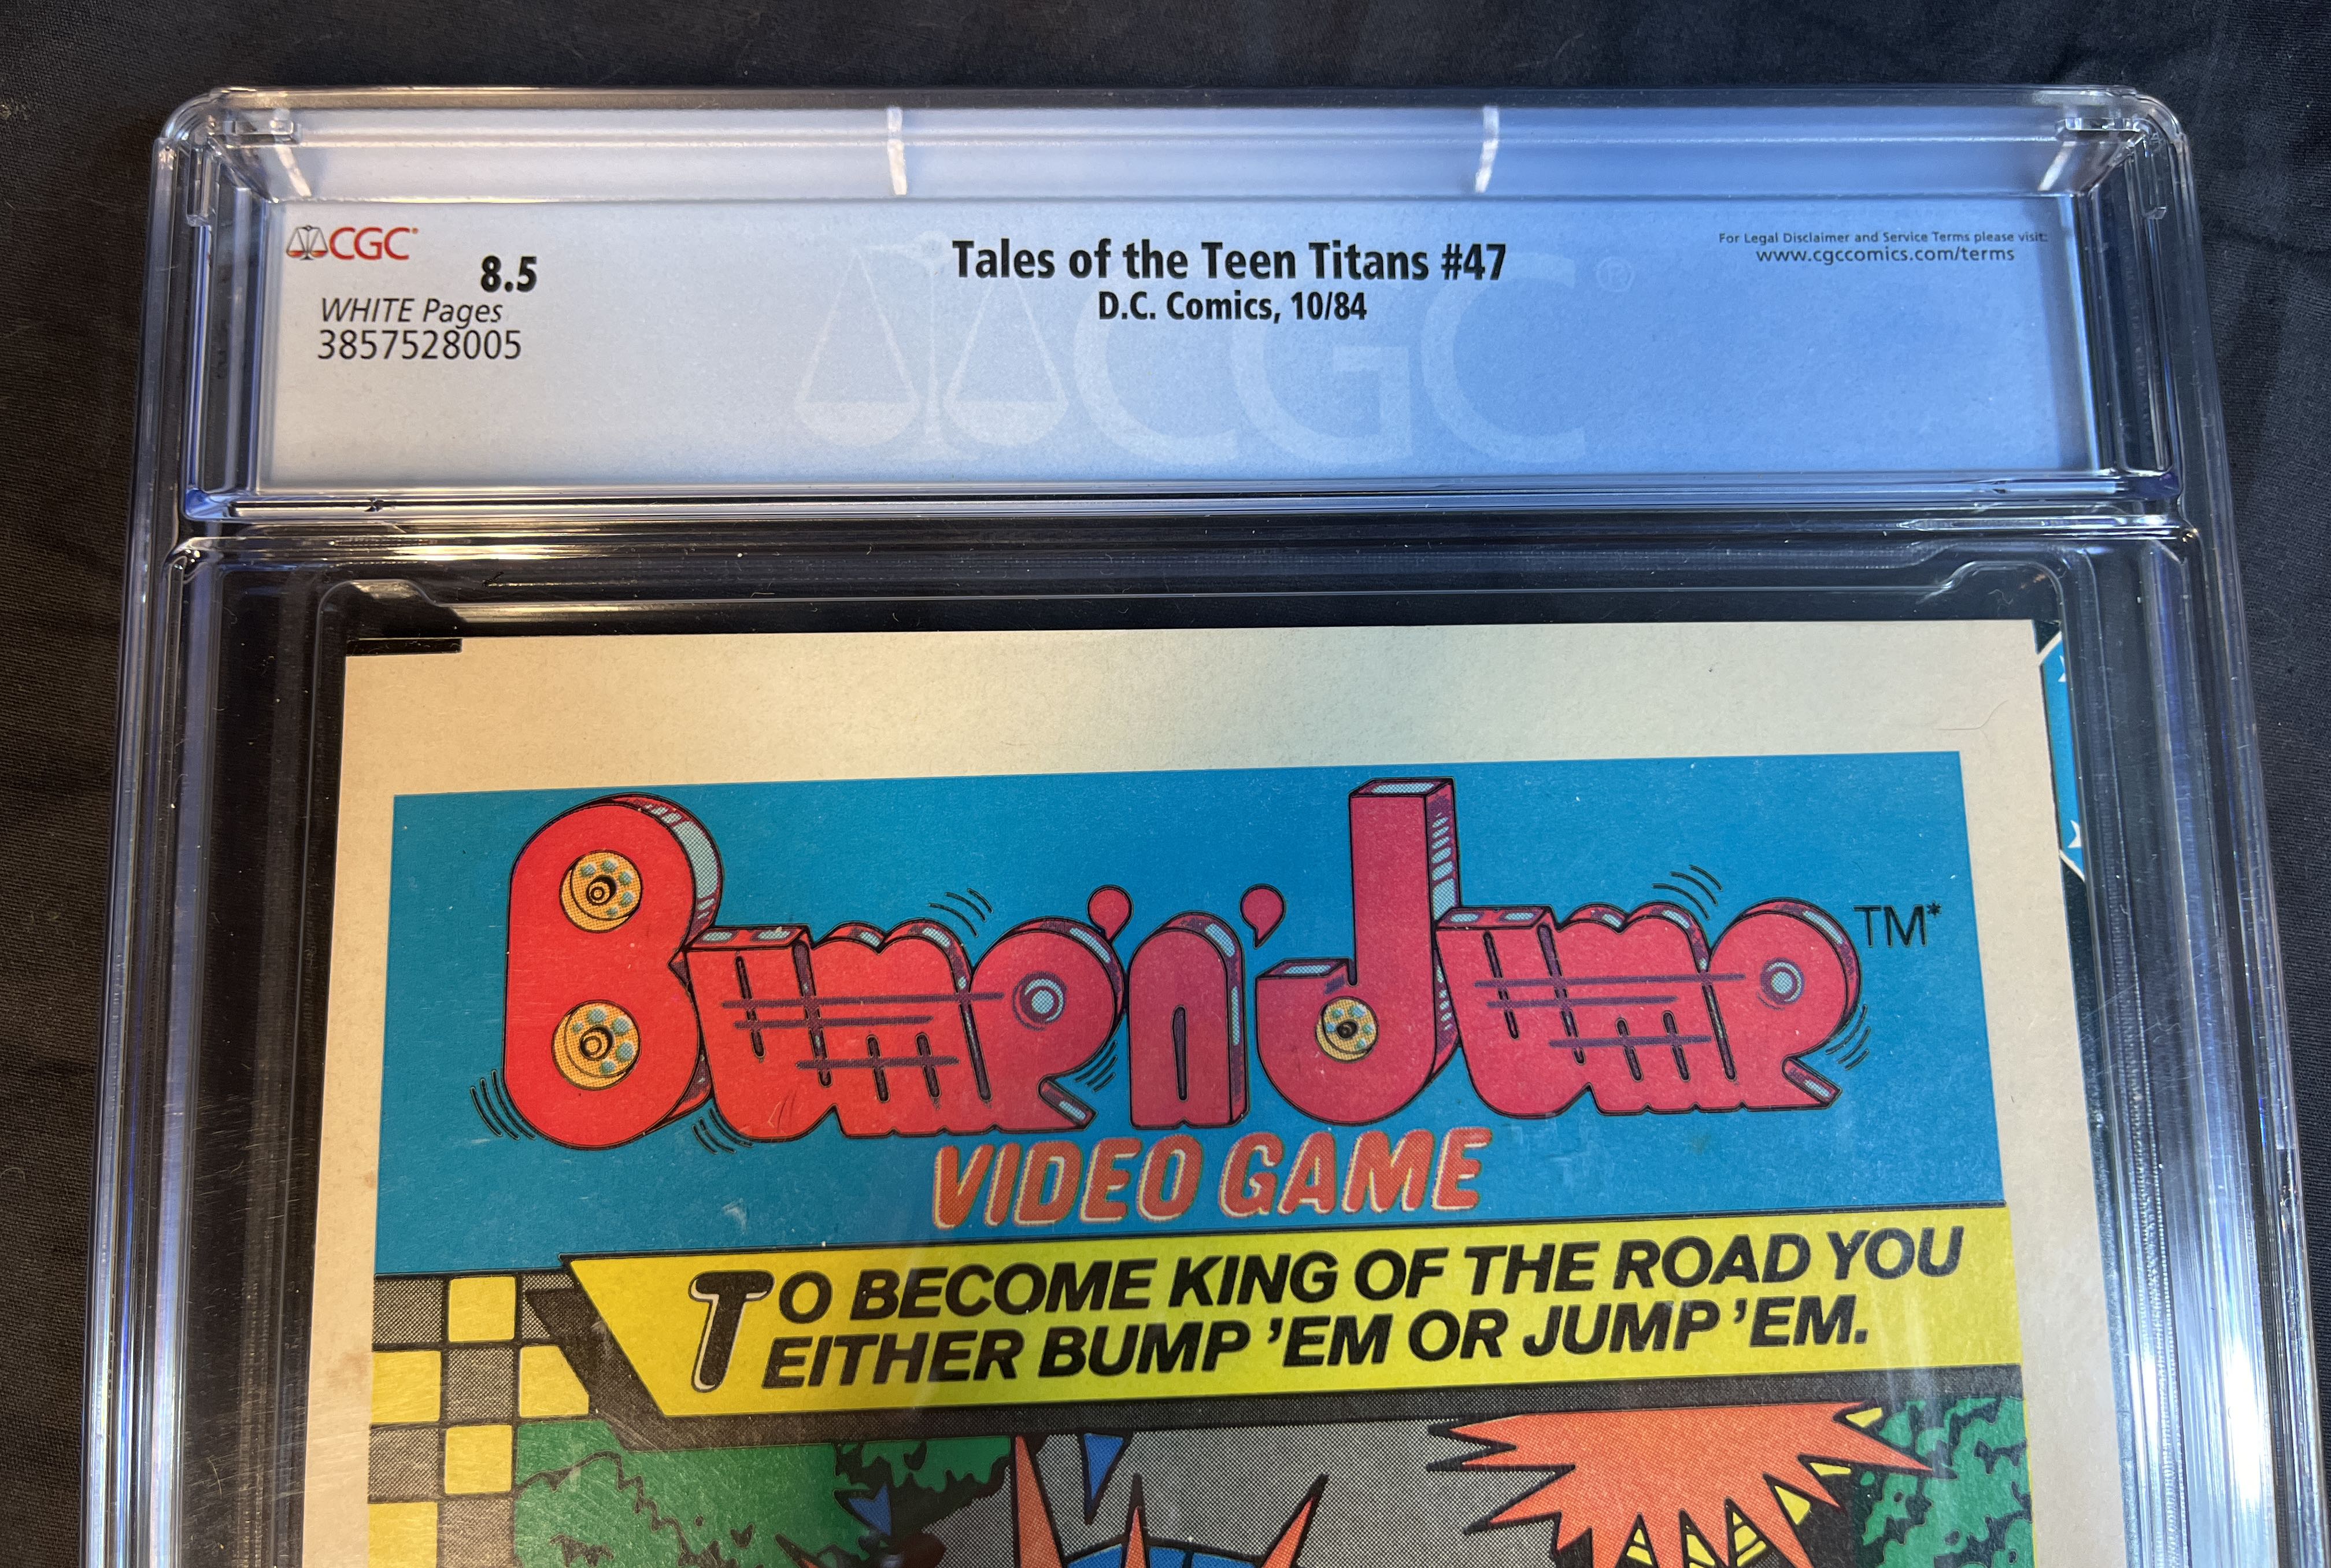 CGC®
8.5
WHITE Pages
3857528005
Tales of the Teen Titans #47
D.C. Comics, 10/84
For Legal Disclaimer and Service Terms please visit:
www.cgccomics.com/terms
CGC®
Bump 'n' Jump TM*
VIDEO GAME
TO BECOME KING OF THE ROAD YOU
EITHER BUMP 'EM OR JUMP 'EM.